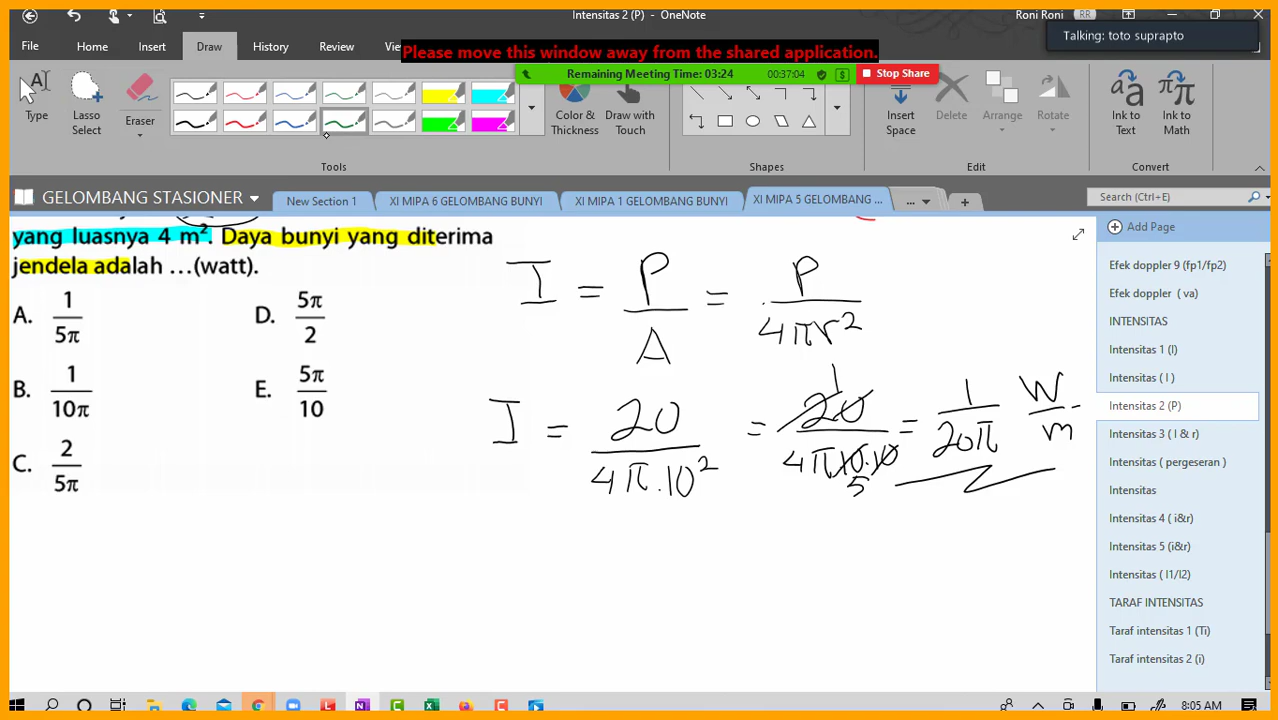 Intensitas 2 (P) - OneNote
Roni Roni RR
Talking: toto suprapto
File Home Insert Draw History Review
Please move this window away from the shared application.
Remaining Meeting Time: 03:24 00:37:04 Stop Share
Type
Lasso Select
Eraser
Color & Thickness
Draw with Touch
Insert Space
Delete
Arrange
Rotate
Ink to Text
Ink to Math
Tools
Shapes
Edit
Convert
GELOMBANG STASIONER
New Section 1
XI MIPA 6 GELOMBANG BUNYI
XI MIPA 1 GELOMBANG BUNYI
XI MIPA 5 GELOMBANG ...
...
Search (Ctrl+E)
yang luasnya 4 m². Daya bunyi yang diterima
jendela adalah ...(watt).
A. 1/5π
D. 5π/2
B. 1/10π
E. 5π/10
C. 2/5π
I = P/A = P/4πr²
I = 20/4π.10² = 20/4π10.10 = 1/20π W/m
1
5
Add Page
Efek doppler 9 (fp1/fp2)
Efek doppler ( va)
INTENSITAS
Intensitas 1 (I)
Intensitas ( I )
Intensitas 2 (P)
Intensitas 3 ( I & r)
Intensitas ( pergeseran )
Intensitas
Intensitas 4 ( i&r)
Intensitas 5 (i&r)
Intensitas ( I1/I2)
TARAF INTENSITAS
Taraf intensitas 1 (Ti)
Taraf intensitas 2 (i)
8:05 AM